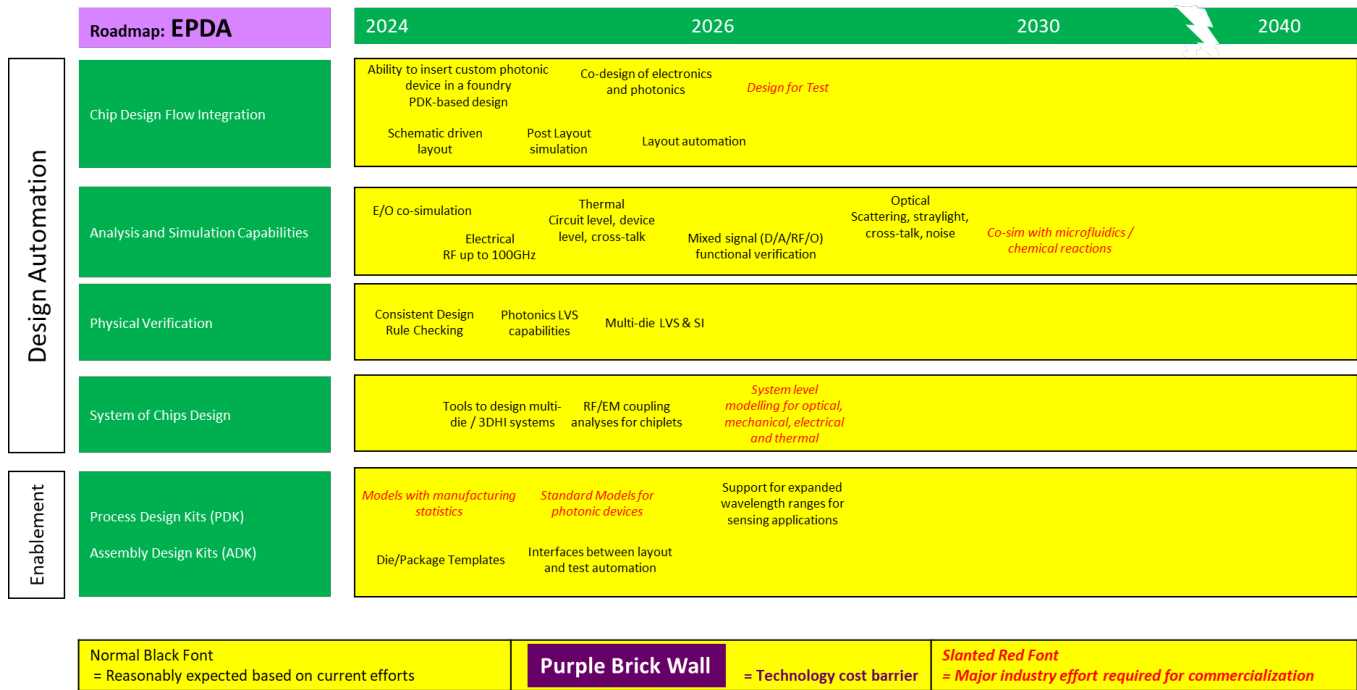 Roadmap: EPDA
2024
2026
2030
2040
Design Automation
Chip Design Flow Integration
Ability to insert custom photonic
device in a foundry
PDK-based design
Co-design of electronics
and photonics
Design for Test
Schematic driven
layout
Post Layout
simulation
Layout automation
Analysis and Simulation Capabilities
E/O co-simulation
Electrical
RF up to 100GHz
Thermal
Circuit level, device
level, cross-talk
Mixed signal (D/A/RF/O)
functional verification
Optical
Scattering, straylight,
cross-talk, noise
Co-sim with microfluidics /
chemical reactions
Physical Verification
Consistent Design
Rule Checking
Photonics LVS
capabilities
Multi-die LVS & SI
System of Chips Design
Tools to design multi-
die / 3DHI systems
RF/EM coupling
analyses for chiplets
System level
modelling for optical,
mechanical, electrical
and thermal
Enablement
Process Design Kits (PDK)
Assembly Design Kits (ADK)
Models with manufacturing
statistics
Standard Models for
photonic devices
Support for expanded
wavelength ranges for
sensing applications
Die/Package Templates
Interfaces between layout
and test automation
Normal Black Font
= Reasonably expected based on current efforts
Purple Brick Wall
= Technology cost barrier
Slanted Red Font
= Major industry effort required for commercialization